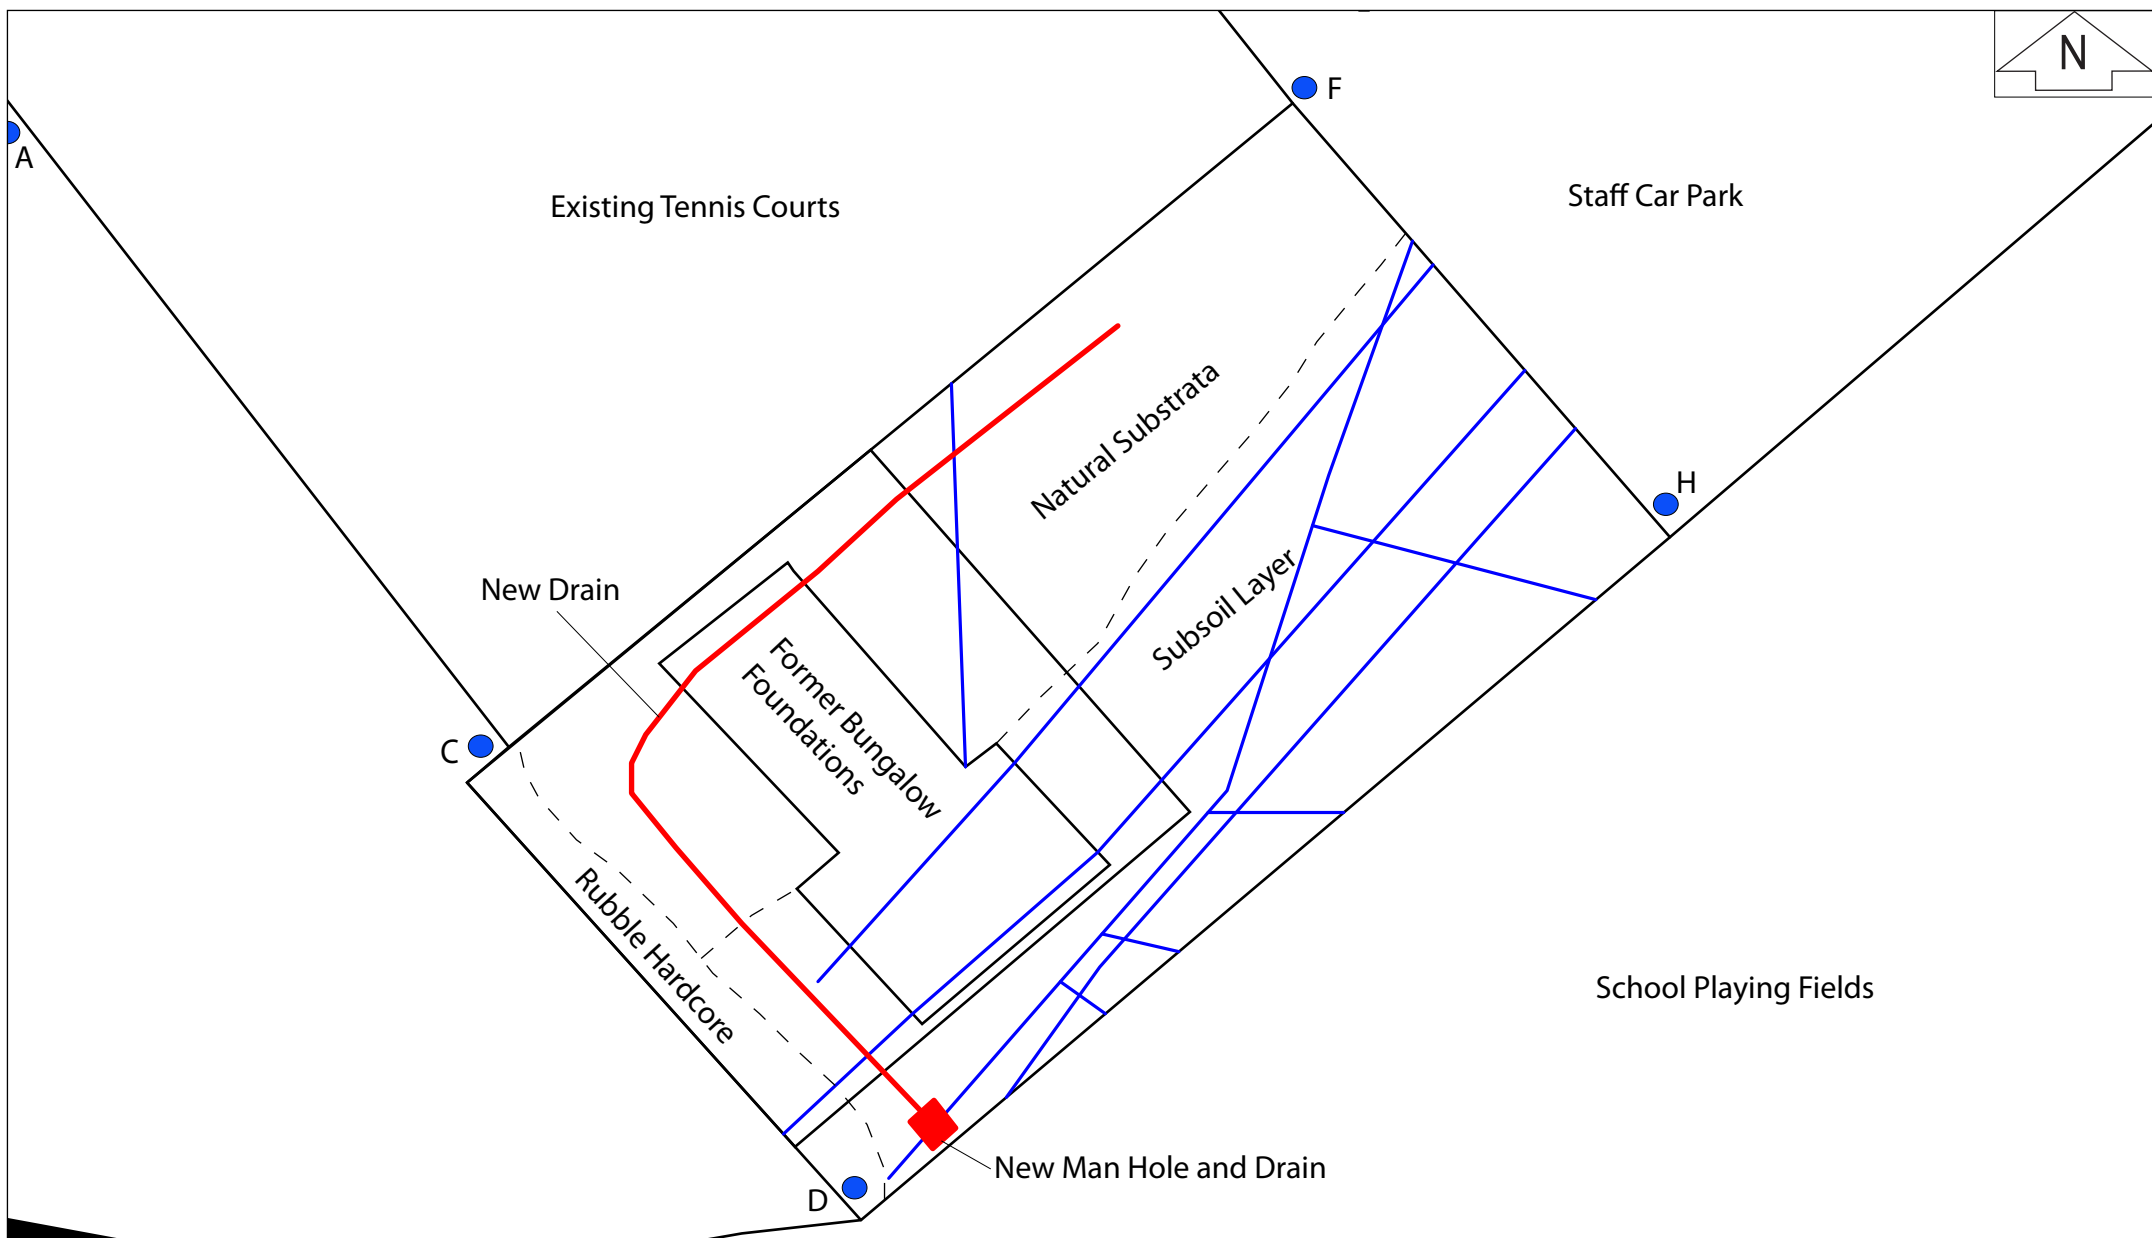 N
F
A
Existing Tennis Courts
Staff Car Park
Natural Substrata
H
New Drain
Subsoil Layer
Former Bungalow
Foundations
C
Rubble Hardcore
School Playing Fields
New Man Hole and Drain
D